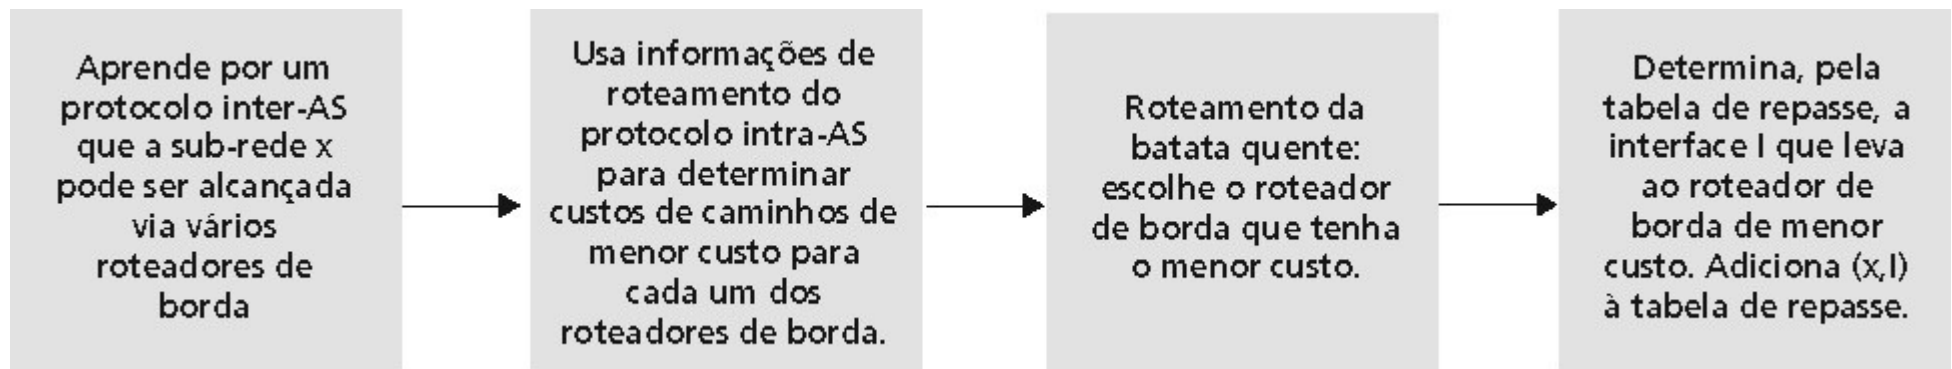 Aprende por um
protocolo inter-AS
que a sub-rede x
pode ser alcançada
via vários
roteadores de
borda
Usa informações de
roteamento do
protocolo intra-AS
para determinar
custos de caminhos de
menor custo para
cada um dos
roteadores de borda.
Roteamento da
batata quente:
escolhe o roteador
de borda que tenha
o menor custo.
Determina, pela
tabela de repasse, a
interface I que leva
ao roteador de
borda de menor
custo. Adiciona (x,I)
à tabela de repasse.